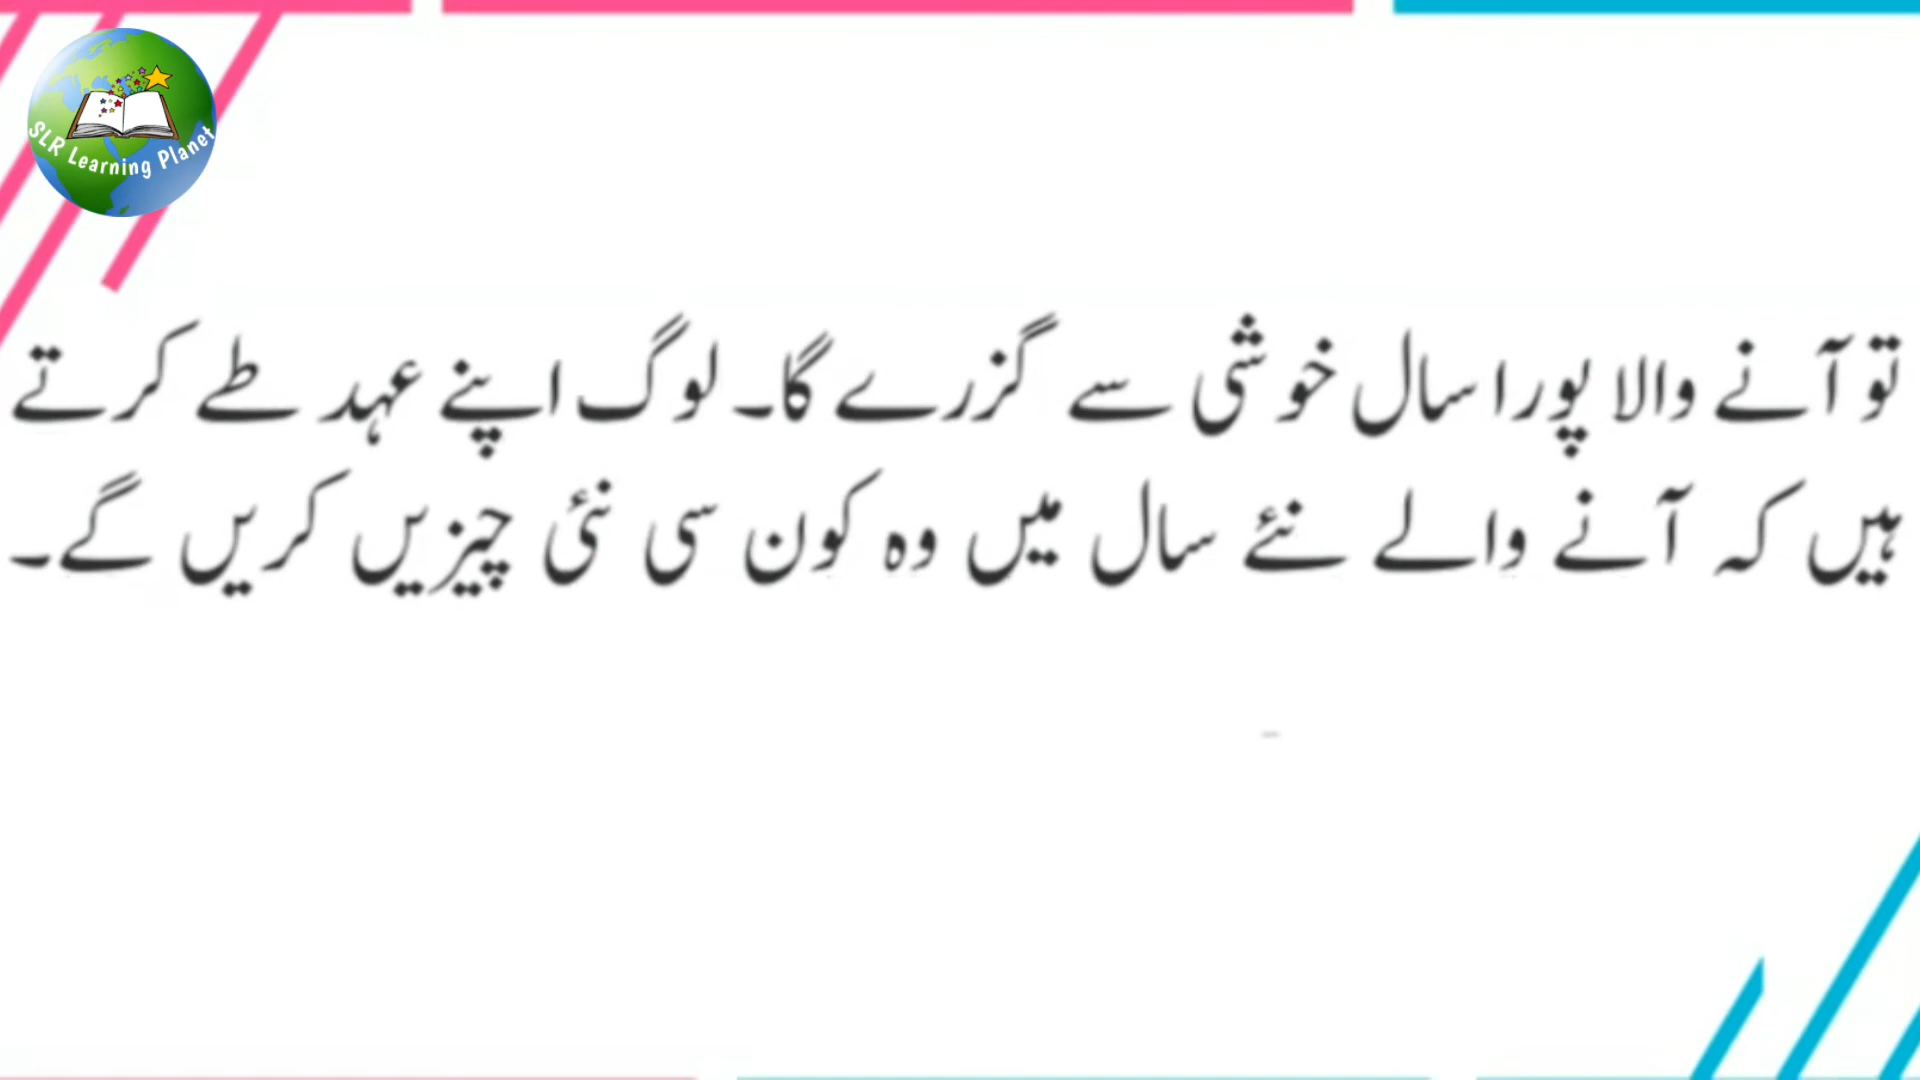 SLR Learning Planet
تو آنے والا پورا سال خوشی سے گزرے گا۔ لوگ اپنے عہد طے کرتے
ہیں کہ آنے والے نئے سال میں وہ کون سی نئی چیزیں کریں گے۔